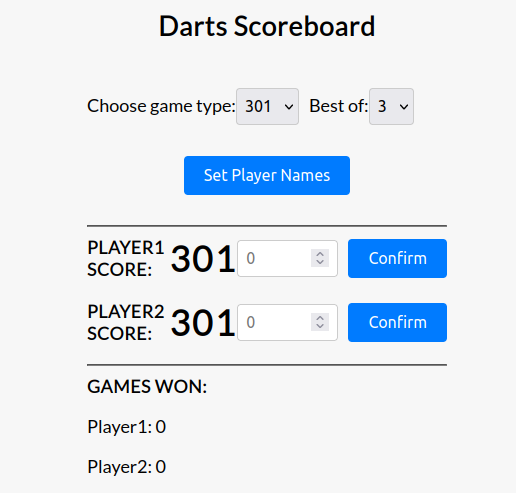 Darts Scoreboard
Choose game type: 301 Best of: 3
Set Player Names
PLAYER1 SCORE: 301 0 Confirm
PLAYER2 SCORE: 301 0 Confirm
GAMES WON:
Player1: 0
Player2: 0